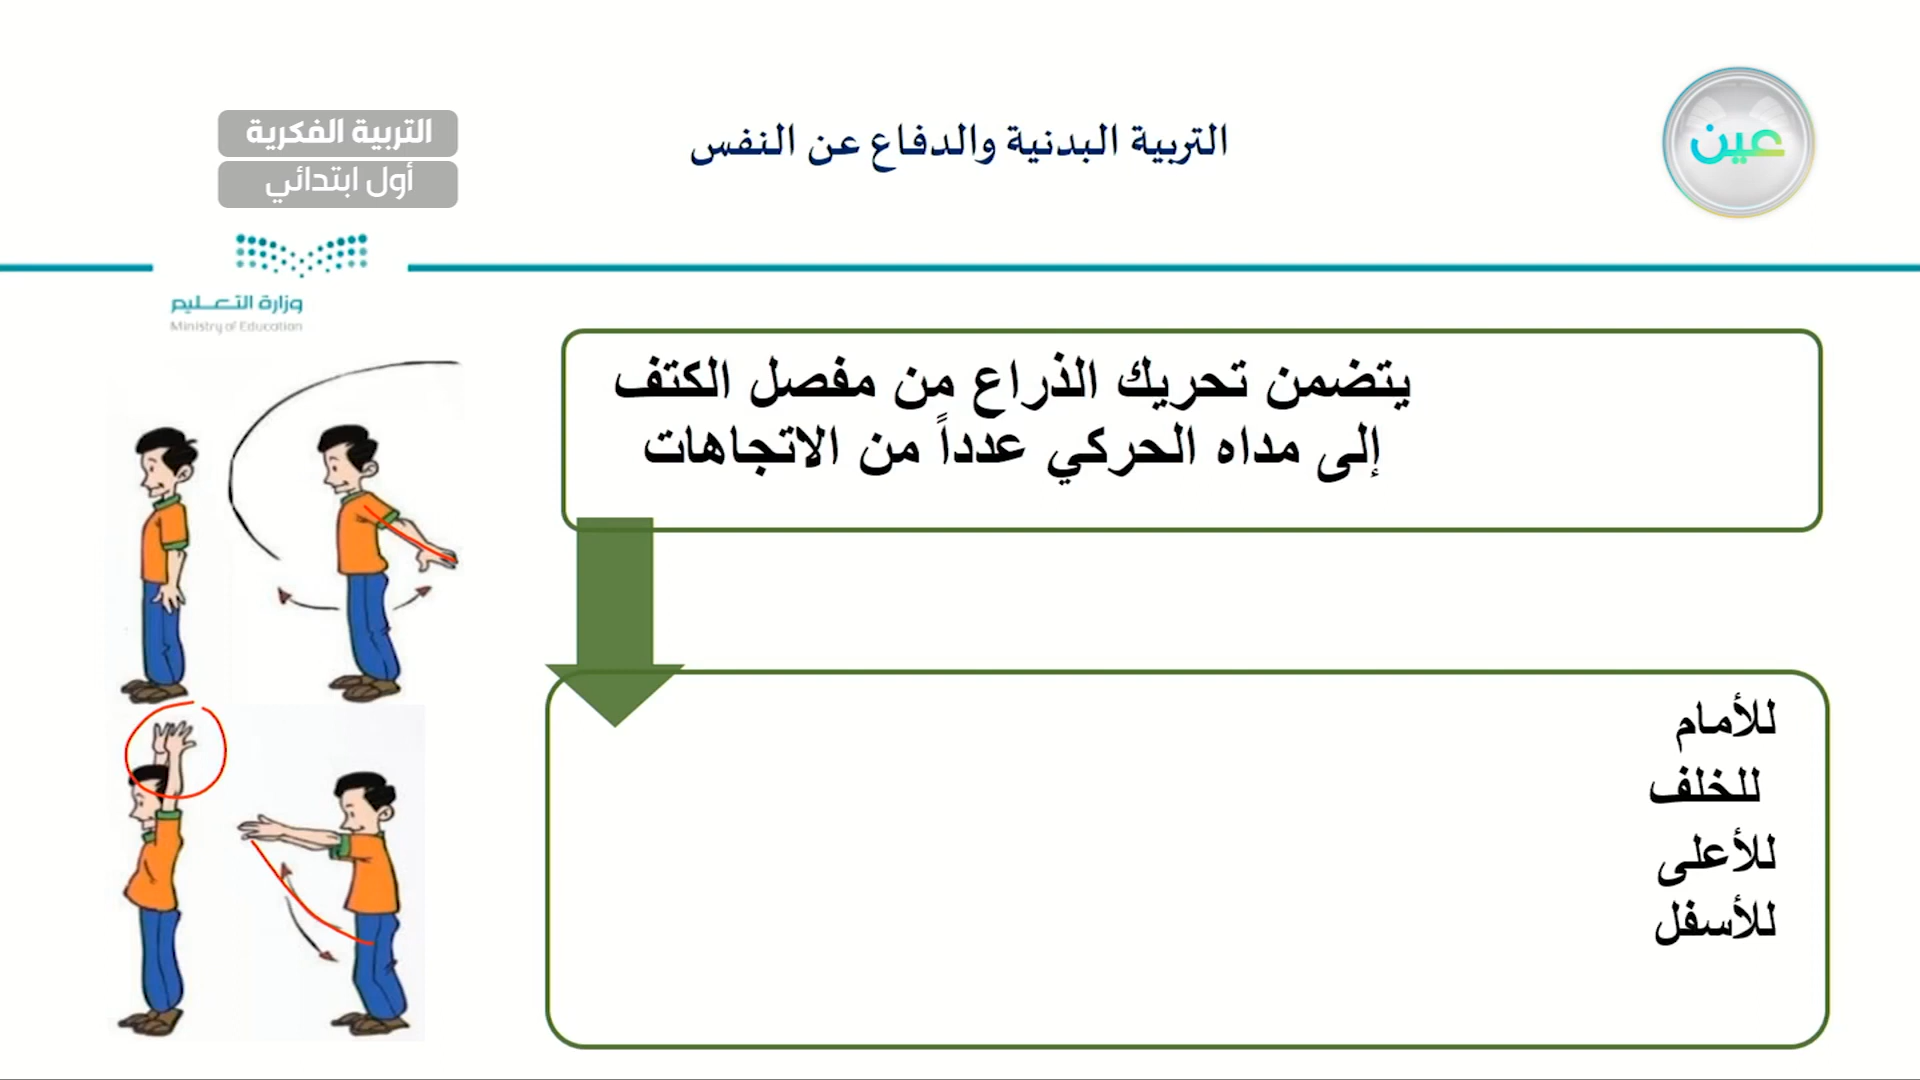 عين
التربية البدنية والدفاع عن النفس
التربية الفكرية
أول ابتدائي
وزارة التعـليم
Ministry of Education
يتضمن تحريك الذراع من مفصل الكتف
إلى مداه الحركي عدداً من الاتجاهات
للأمام
للخلف
للأعلى
للأسفل